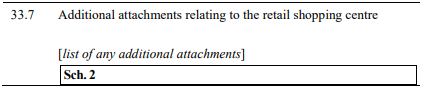 33.7 Additional attachments relating to the retail shopping centre
[list of any additional attachments]
Sch. 2